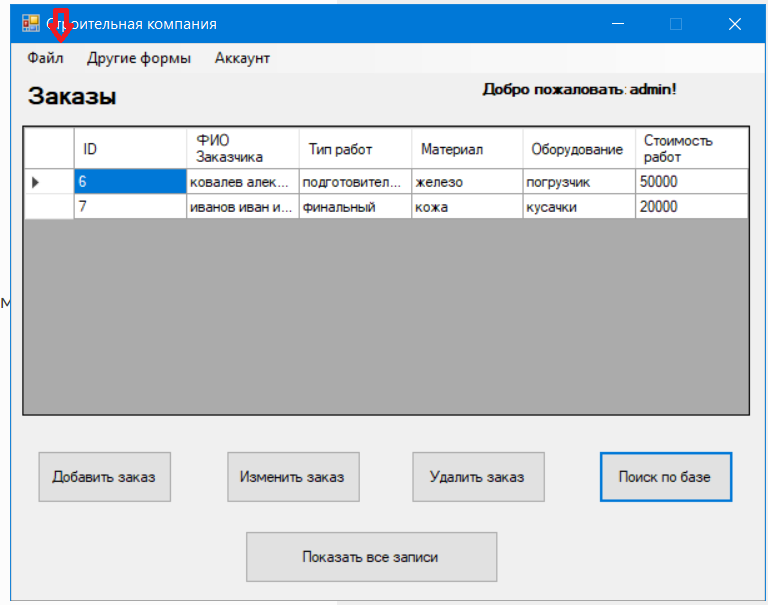 Строительная компания
Файл Другие формы Аккаунт
Заказы
Добро пожаловать: admin!
ID ФИО Заказчика Тип работ Материал Оборудование Стоимость работ
6 ковалев алек... подготовител... железо погрузчик 50000
7 иванов иван и... финальный кожа кусачки 20000
Добавить заказ Изменить заказ Удалить заказ Поиск по базе
Показать все записи